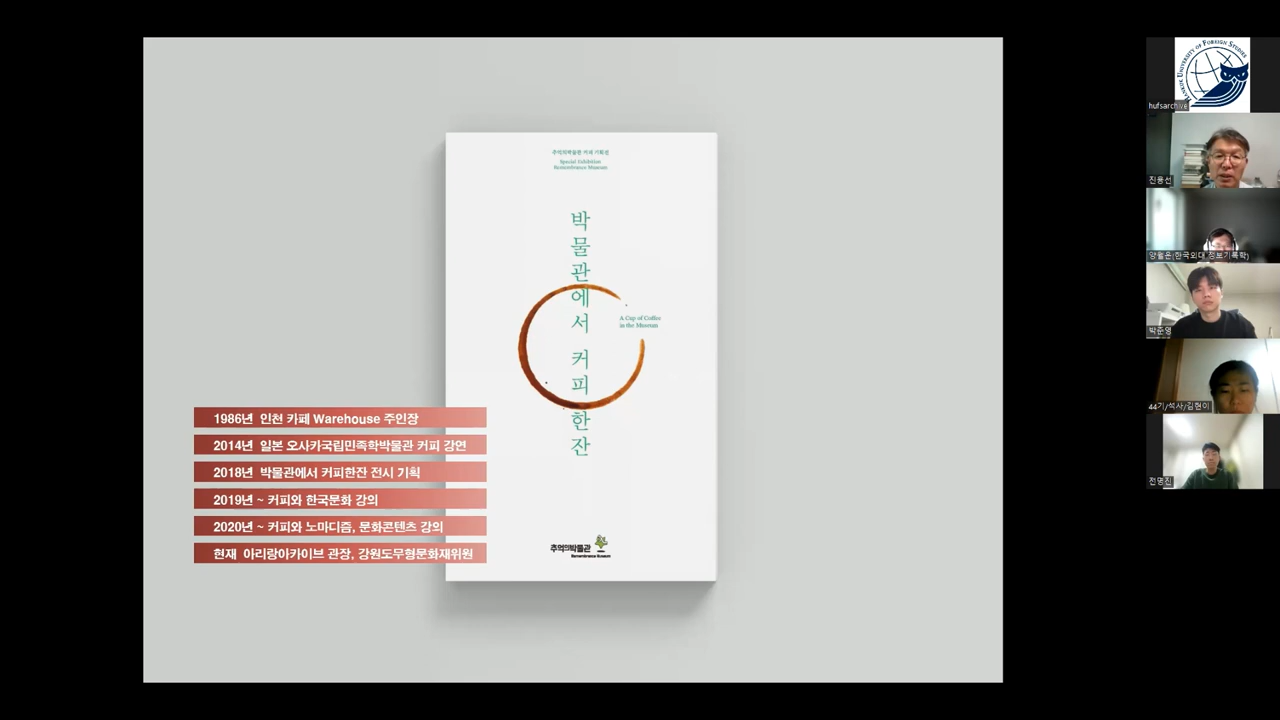 추억의박물관 커피 기획전
Special Exhibition
Remembrance Museum
박물관에서 커피 한잔
A Cup of Coffee
in the Museum
추억의박물관
Remembrance Museum
1986년 인천 카페 Warehouse 주인장
2014년 일본 오사카국립민족학박물관 커피 강연
2018년 박물관에서 커피한잔 전시 기획
2019년 ~ 커피와 한국문화 강의
2020년 ~ 커피와 노마디즘, 문화콘텐츠 강의
현재 아리랑아카이브 관장, 강원도무형문화재위원
HANKUK UNIVERSITY OF FOREIGN STUDIES
hufsarchive
진용선
(한국외대 정보기록학)
박준영
44기/석사/김현이
전명진